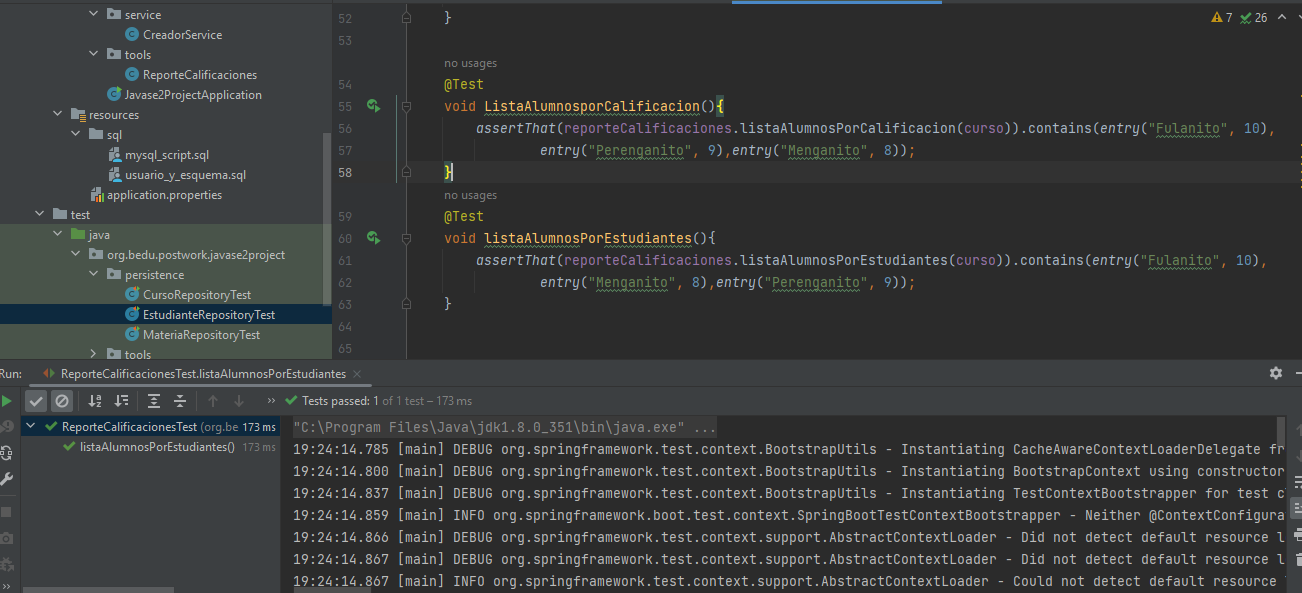 service
CreadorService
tools
ReporteCalificaciones
Javase2ProjectApplication
resources
sql
mysql_script.sql
usuario_y_esquema.sql
application.properties
test
java
org.bedu.postwork.javase2project
persistence
CursoRepositoryTest
EstudianteRepositoryTest
MateriaRepositoryTest
tools
7 26
52 }
53
no usages
54 @Test
55 void ListaAlumnosporCalificacion(){
56 assertThat(reporteCalificaciones.listaAlumnosPorCalificacion(curso)).contains(entry("Fulanito", 10),
57 entry("Perenganito", 9),entry("Menganito", 8));
58 }
no usages
59 @Test
60 void listaAlumnosPorEstudiantes(){
61 assertThat(reporteCalificaciones.listaAlumnosPorEstudiantes(curso)).contains(entry("Fulanito", 10),
62 entry("Menganito", 8),entry("Perenganito", 9));
63 }
64
65
Run: ReporteCalificacionesTest.listaAlumnosPorEstudiantes
Tests passed: 1 of 1 test – 173 ms
ReporteCalificacionesTest (org.be 173 ms
listaAlumnosPorEstudiantes() 173 ms
"C:\Program Files\Java\jdk1.8.0_351\bin\java.exe" ...
19:24:14.785 [main] DEBUG org.springframework.test.context.BootstrapUtils - Instantiating CacheAwareContextLoaderDelegate fr
19:24:14.800 [main] DEBUG org.springframework.test.context.BootstrapUtils - Instantiating BootstrapContext using constructor
19:24:14.837 [main] DEBUG org.springframework.test.context.BootstrapUtils - Instantiating TestContextBootstrapper for test c
19:24:14.859 [main] INFO org.springframework.boot.test.context.SpringBootTestContextBootstrapper - Neither @ContextConfigura
19:24:14.866 [main] DEBUG org.springframework.test.context.support.AbstractContextLoader - Did not detect default resource l
19:24:14.867 [main] DEBUG org.springframework.test.context.support.AbstractContextLoader - Did not detect default resource l
19:24:14.867 [main] INFO org.springframework.test.context.support.AbstractContextLoader - Could not detect default resource